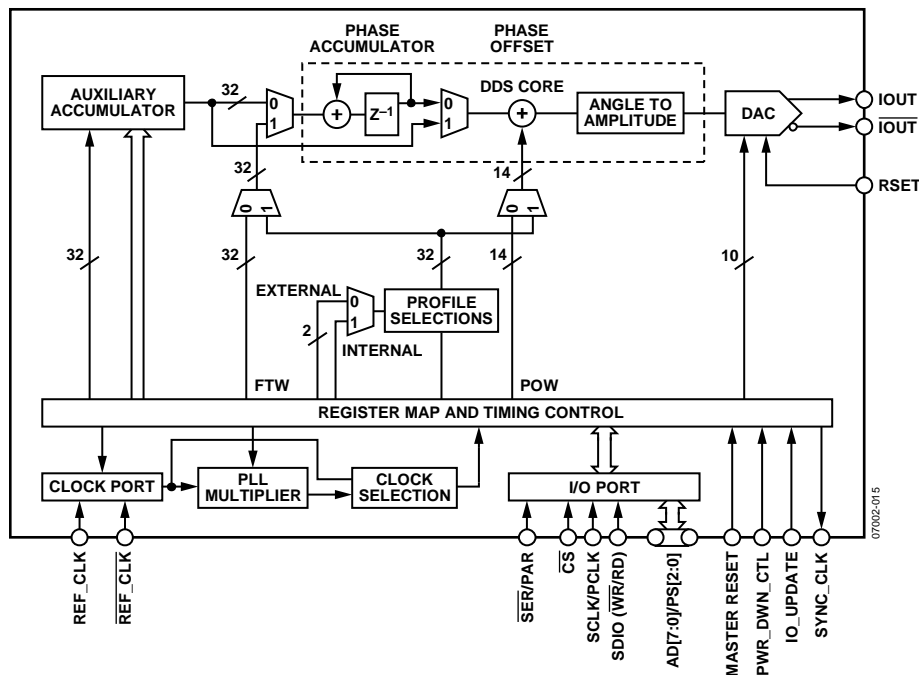 PHASE ACCUMULATOR
PHASE OFFSET
AUXILIARY ACCUMULATOR
32
0
1
+
Z–1
0
1
DDS CORE
+
ANGLE TO AMPLITUDE
DAC
IOUT
IOUT
RSET
32
14
0
1
0
1
32
32
32
14
10
EXTERNAL
0
1
2
INTERNAL
PROFILE SELECTIONS
FTW
POW
REGISTER MAP AND TIMING CONTROL
CLOCK PORT
PLL MULTIPLIER
CLOCK SELECTION
I/O PORT
REF_CLK
REF_CLK
SER/PAR
CS
SCLK/PCLK
SDIO (WR/RD)
AD[7:0]/PS[2:0]
MASTER RESET
PWR_DWN_CTL
IO_UPDATE
SYNC_CLK
07002-015